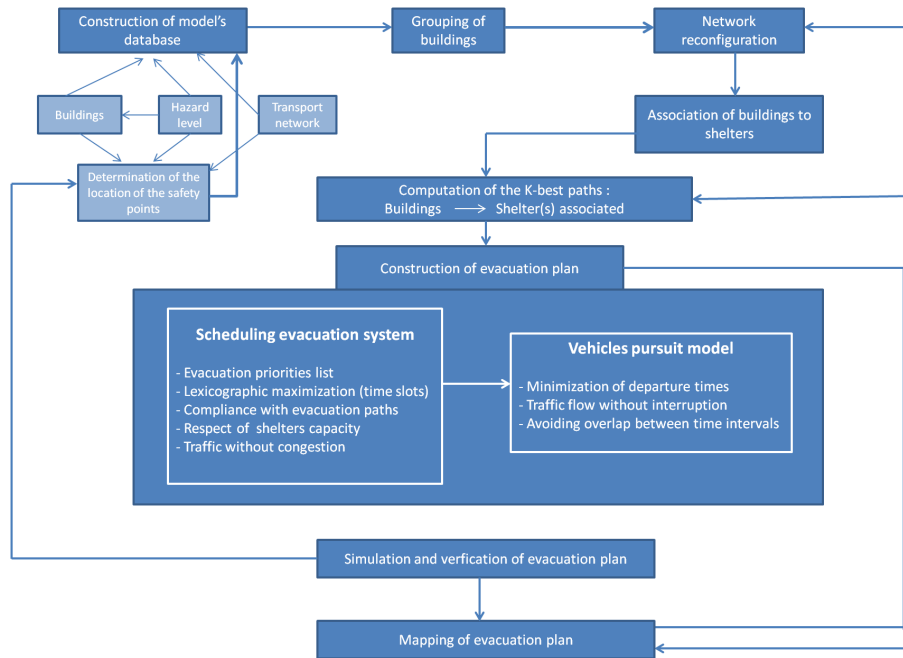 Construction of model's
database
Grouping of
buildings
Network
reconfiguration
Buildings
Hazard
level
Transport
network
Association of buildings to
shelters
Determination of the
location of the safety
points
Computation of the K-best paths :
Buildings Shelter(s) associated
Construction of evacuation plan
Scheduling evacuation system
- Evacuation priorities list
- Lexicographic maximization (time slots)
- Compliance with evacuation paths
- Respect of shelters capacity
- Traffic without congestion
Vehicles pursuit model
- Minimization of departure times
- Traffic flow without interruption
- Avoiding overlap between time intervals
Simulation and verfication of evacuation plan
Mapping of evacuation plan